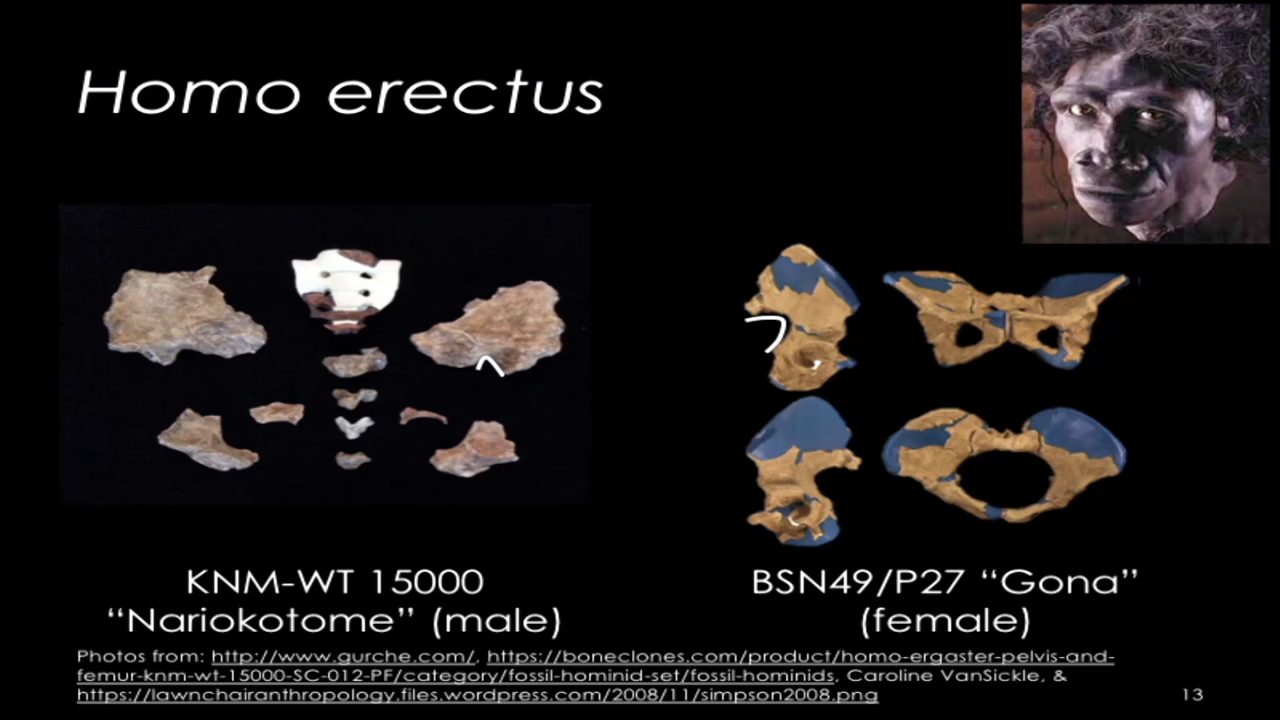 Homo erectus
KNM-WT 15000
“Nariokotome” (male)
BSN49/P27 “Gona”
(female)
Photos from: http://www.gurche.com/, https://boneclones.com/product/homo-ergaster-pelvis-and-
femur-knm-wt-15000-SC-012-PF/category/fossil-hominid-set/fossil-hominids, Caroline VanSickle, &
https://lawnchairanthropology.files.wordpress.com/2008/11/simpson2008.png
13